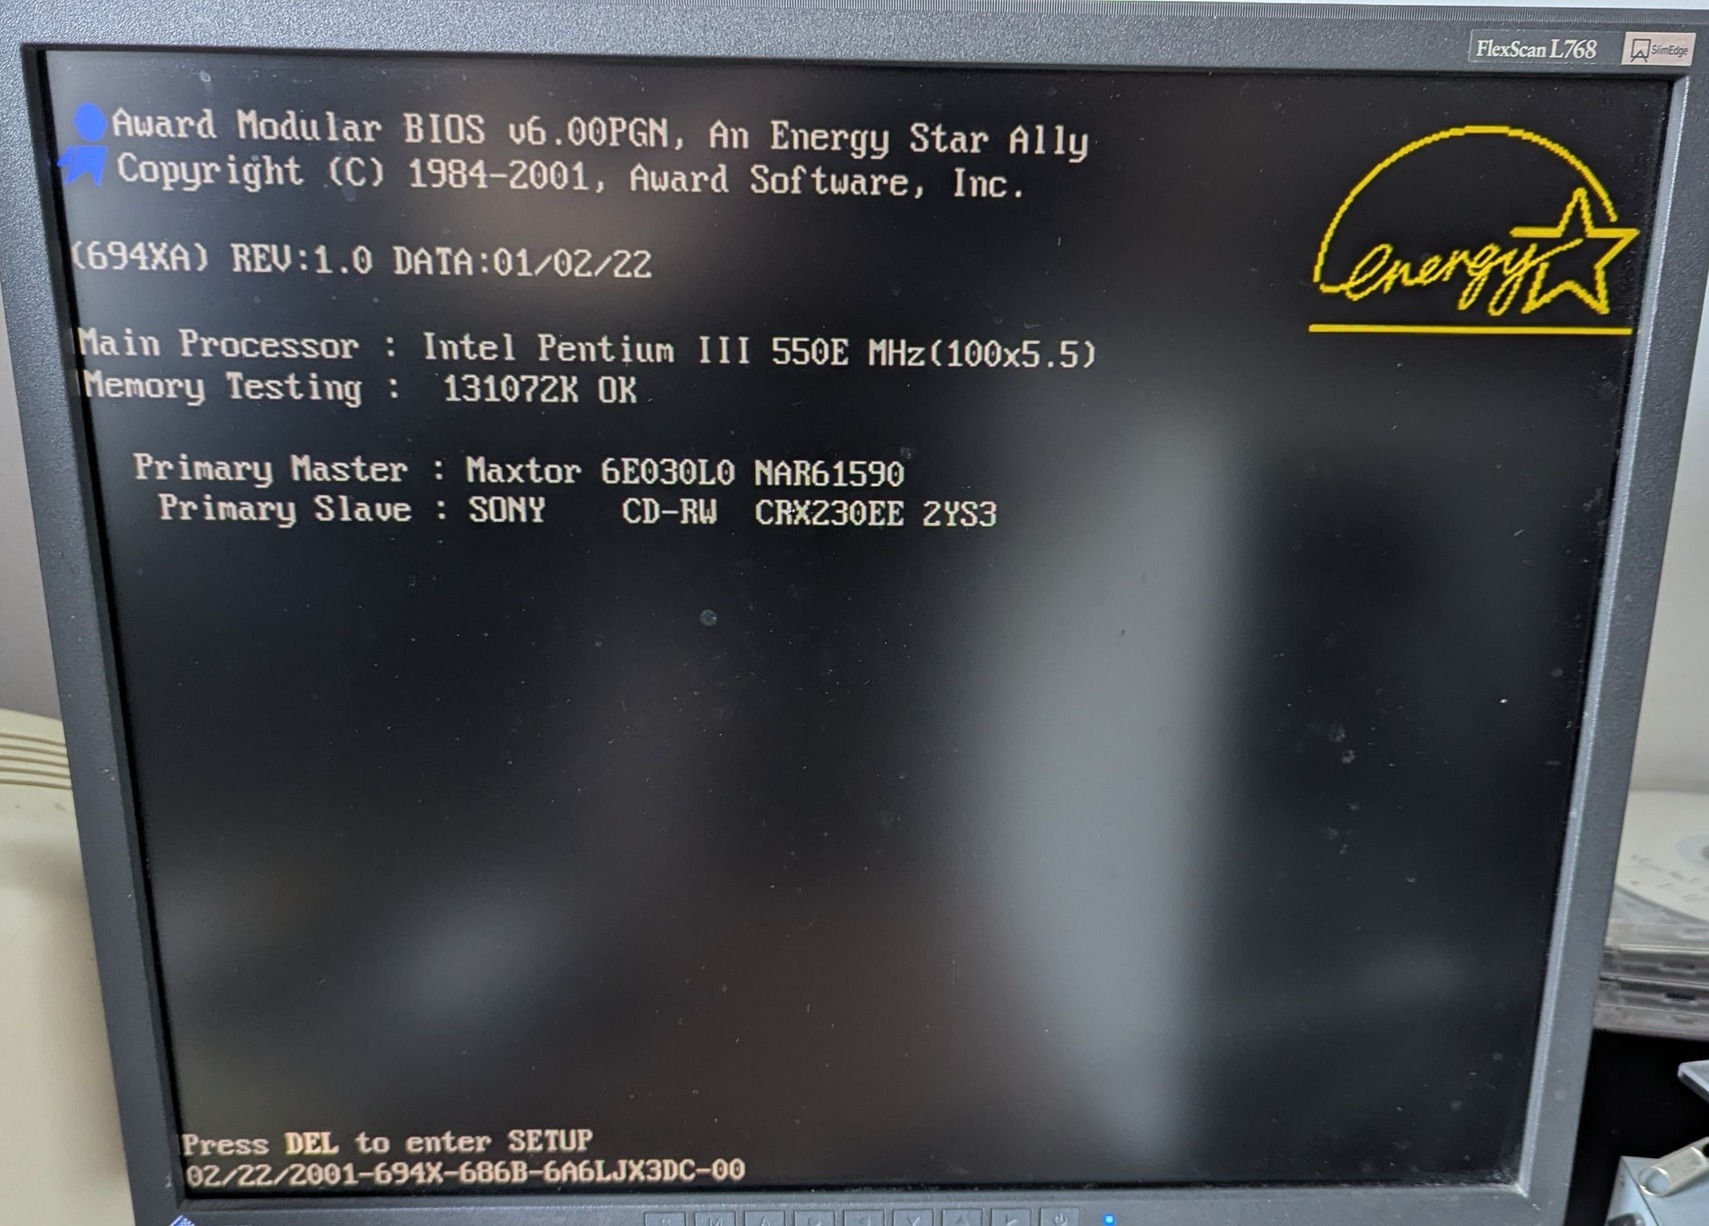 FlexScan L768
SlimEdge
Award Modular BIOS v6.00PGN, An Energy Star Ally
Copyright (C) 1984-2001, Award Software, Inc.
energy
(694XA) REV:1.0 DATA:01/02/22
Main Processor : Intel Pentium III 550E MHz(100x5.5)
Memory Testing : 131072K OK
Primary Master : Maxtor 6E030L0 NAR61590
Primary Slave : SONY CD-RW CRX230EE 2YS3
Press DEL to enter SETUP
02/22/2001-694X-686B-6A6LJX3DC-00